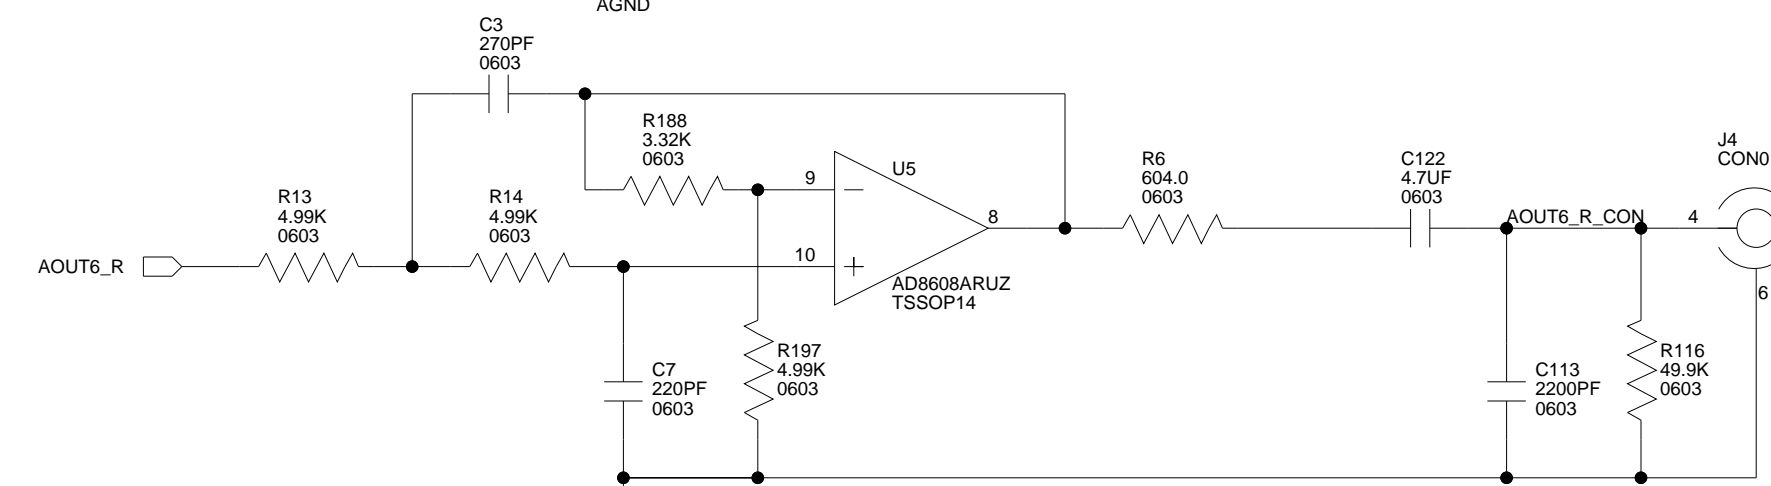 AGND
C3
270PF
0603
R188
3.32K
0603
R13
4.99K
0603
R14
4.99K
0603
AOUT6_R
9
10
U5
8
AD8608ARUZ
TSSOP14
R6
604.0
0603
C122
4.7UF
0603
AOUT6_R_CON
4
J4
CON0
6
C7
220PF
0603
R197
4.99K
0603
C113
2200PF
0603
R116
49.9K
0603